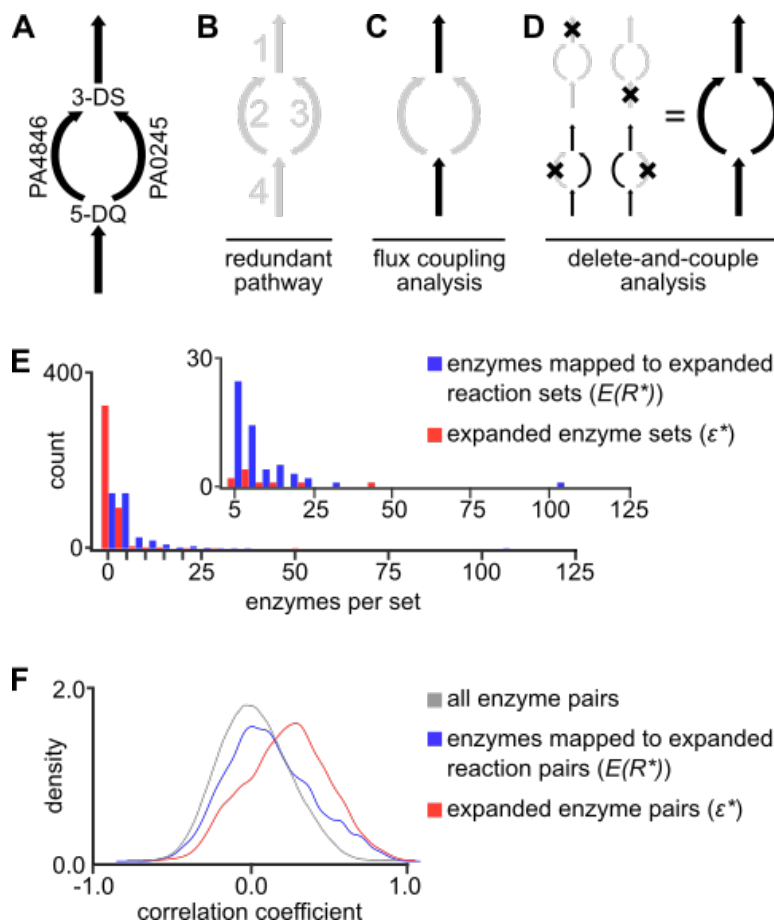 A
B
C
D
3-DS
PA4846
PA0245
5-DQ
1
2
3
4
=
redundant
pathway
flux coupling
analysis
delete-and-couple
analysis
E
400
count
0
0
25
50
75
100
125
enzymes per set
30
0
5
25
50
75
100
125
enzymes mapped to expanded
reaction sets (E(R*))
expanded enzyme sets (ε*)
F
2.0
density
0.0
-1.0
0.0
1.0
correlation coefficient
all enzyme pairs
enzymes mapped to expanded
reaction pairs (E(R*))
expanded enzyme pairs (ε*)